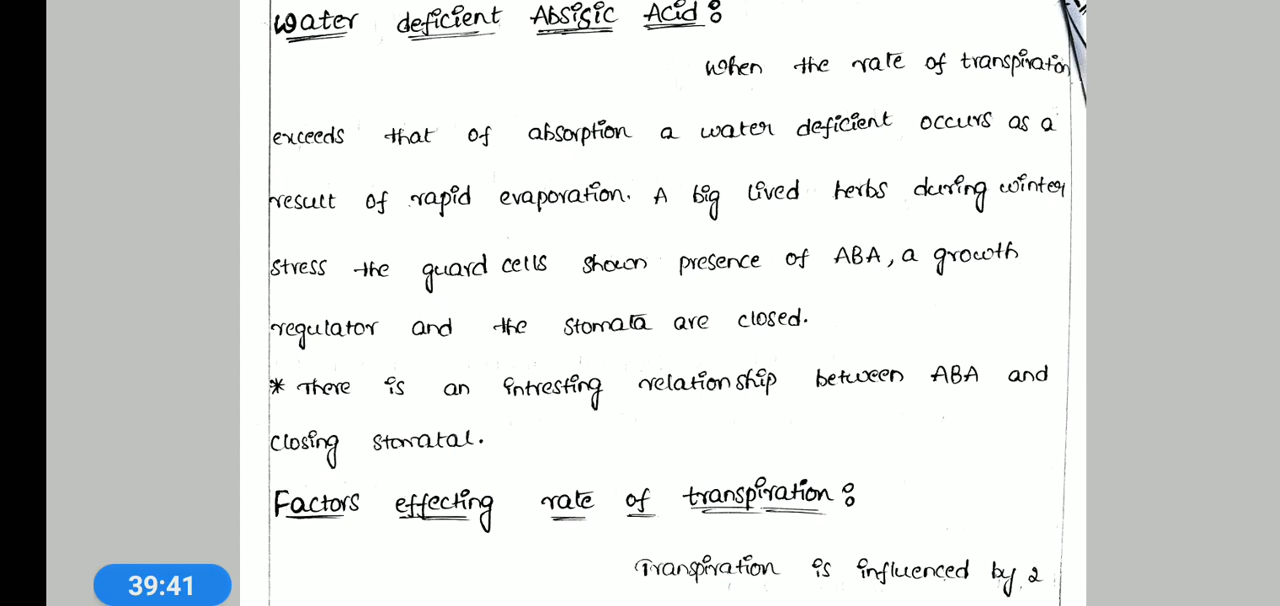 Water deficient Absisic Acid:
when the rate of transpiration
exceeds that of absorption a water deficient occurs as a
result of rapid evaporation. A big lived herbs during winter
stress the guard cells shown presence of ABA, a growth
regulator and the stomata are closed.
* There is an intresting relationship between ABA and
closing stomatal.
Factors effecting rate of transpiration:
Transpiration is influenced by 2
39:41